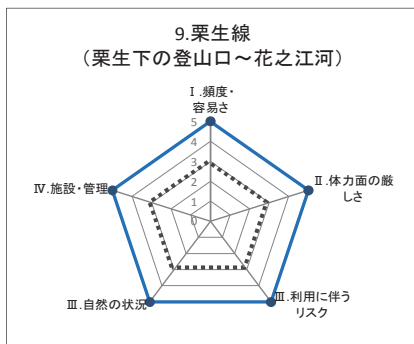 9.栗生線
（栗生下の登山口～花之江河）
Ⅰ.頻度・
容易さ
5
4
3
2
1
0
Ⅱ.体力面の厳
しさ
Ⅲ.利用に伴う
リスク
Ⅲ.自然の状況
Ⅳ.施設・管理